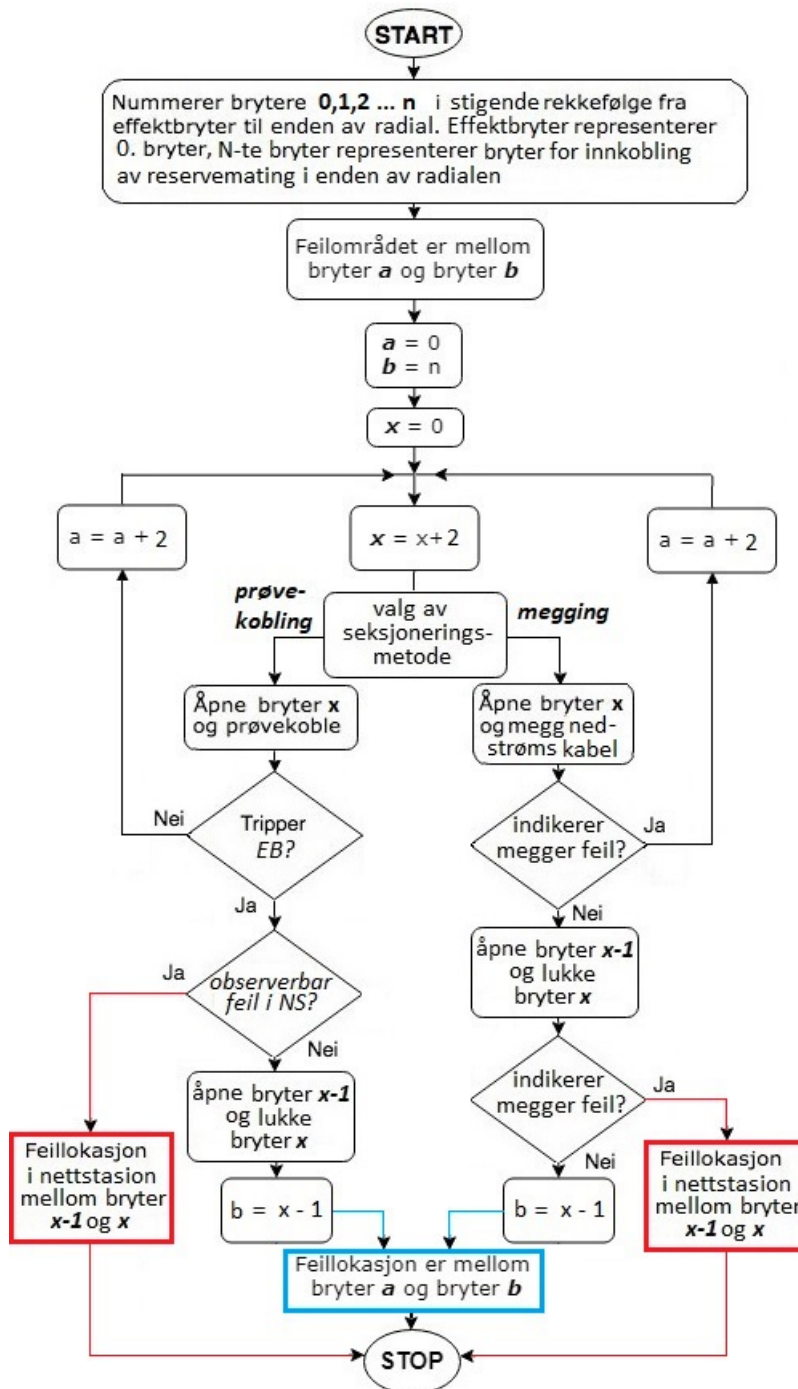 START
Nummerer brytere 0,1,2 ... n i stigende rekkefølge fra
effektbryter til enden av radial. Effektbryter representerer
0. bryter, N-te bryter representerer bryter for innkobling
av reservemating i enden av radialen
Feilområdet er mellom
bryter a og bryter b
a = 0
b = n
x = 0
a = a + 2
x = x+2
a = a + 2
prøve-
kobling
valg av
seksjonerings-
metode
megging
Åpne bryter x
og prøvekoble
Åpne bryter x
og megg ned-
strøms kabel
Nei
Tripper
EB?
Ja
indikerer
megger feil?
Ja
Nei
Ja
observerbar
feil i NS?
Nei
åpne bryter x-1
og lukke
bryter x
åpne bryter x-1
og lukke
bryter x
indikerer
megger feil?
Ja
Nei
Feillokasjon
i nettstasion
mellom bryter
x-1 og x
b = x - 1
b = x - 1
Feillokasjon
i nettstasion
mellom bryter
x-1 og x
Feillokasjon er mellom
bryter a og bryter b
STOP